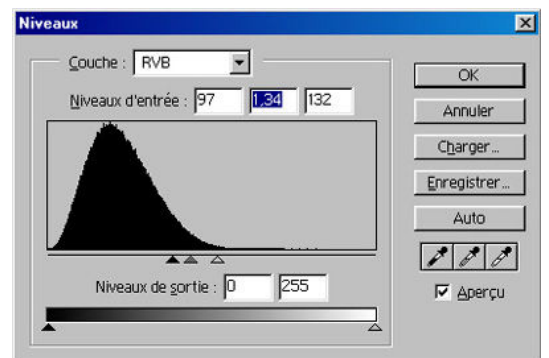 Niveaux
Couche : RVB
Niveaux d'entrée : 97 1,34 132
Niveaux de sortie : 0 255
OK
Annuler
Charger...
Enregistrer...
Auto
Aperçu